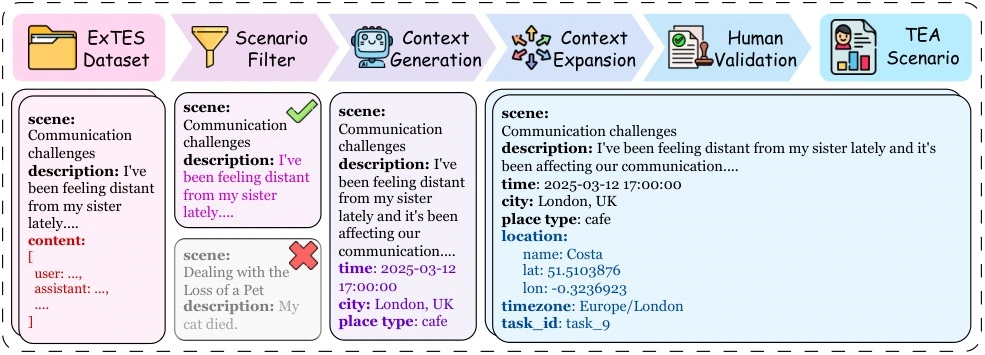 ExTES
Dataset
Scenario
Filter
Context
Generation
Context
Expansion
Human
Validation
TEA
Scenario
scene:
Communication
challenges
description: I've
been feeling distant
from my sister
lately....
content:
[
user: ...,
assistant: ...,
....
]
scene:
Communication
challenges
description: I've
been feeling distant
from my sister
lately....
scene:
Dealing with the
Loss of a Pet
description: My
cat died.
scene:
Communication
challenges
description: I've
been feeling distant
from my sister
lately and it's been
affecting our
communication....
time: 2025-03-12
17:00:00
city: London, UK
place type: cafe
scene:
Communication challenges
description: I've been feeling distant from my sister lately and it's
been affecting our communication....
time: 2025-03-12 17:00:00
city: London, UK
place type: cafe
location:
name: Costa
lat: 51.5103876
lon: -0.3236923
timezone: Europe/London
task_id: task_9